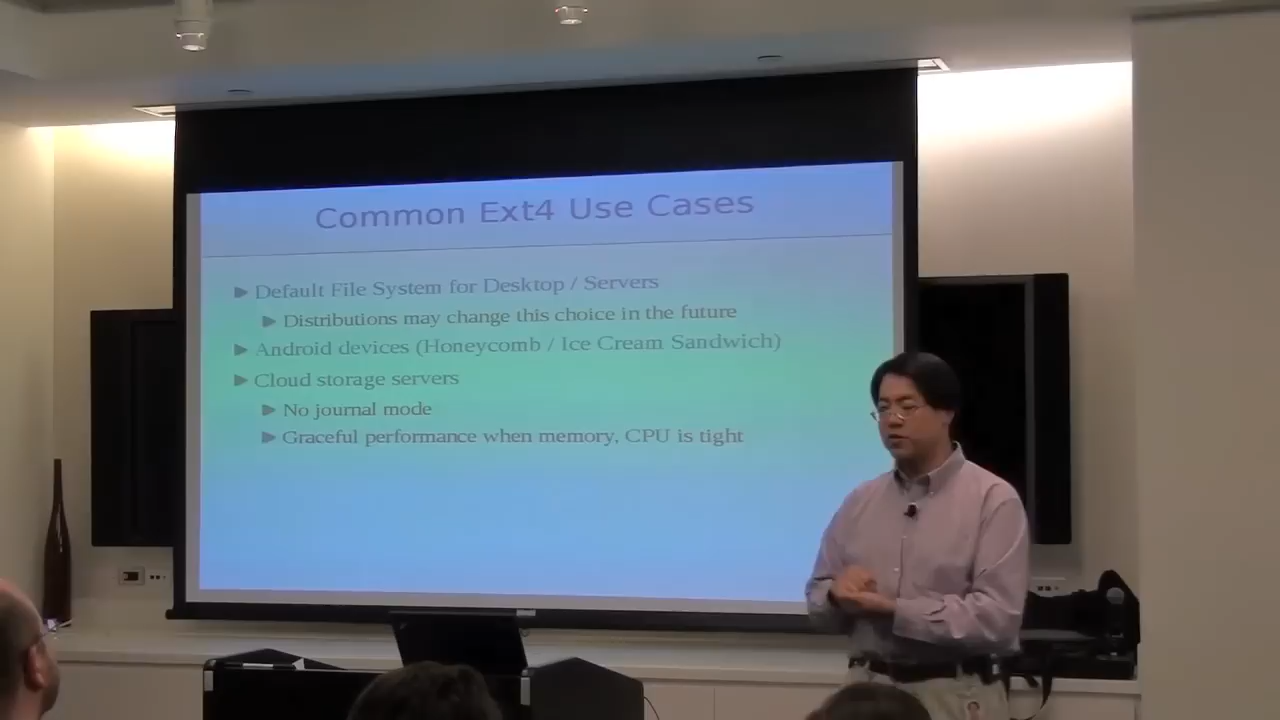 Common Ext4 Use Cases
Default File System for Desktop / Servers
Distributions may change this choice in the future
Android devices (Honeycomb / Ice Cream Sandwich)
Cloud storage servers
No journal mode
Graceful performance when memory, CPU is tight